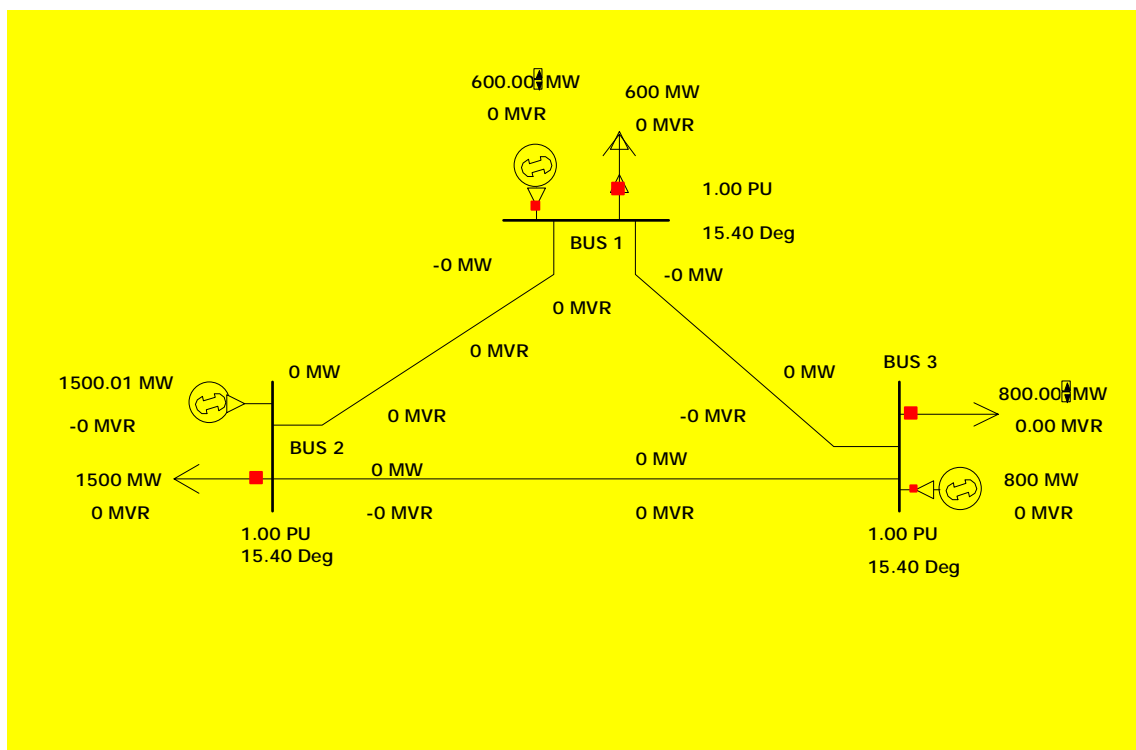 600.00 MW
0 MVR
600 MW
0 MVR
1.00 PU
15.40 Deg
BUS 1
-0 MW
-0 MW
0 MVR
0 MVR
0 MW
0 MW
BUS 3
1500.01 MW
-0 MVR
0 MVR
-0 MVR
800.00 MW
0.00 MVR
BUS 2
1500 MW
0 MVR
0 MW
0 MW
-0 MVR
0 MVR
800 MW
0 MVR
1.00 PU
15.40 Deg
1.00 PU
15.40 Deg